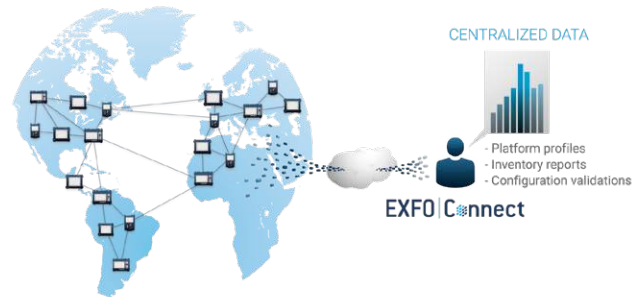 CENTRALIZED DATA
- Platform profiles
- Inventory reports
- Configuration validations
EXFO|Connect